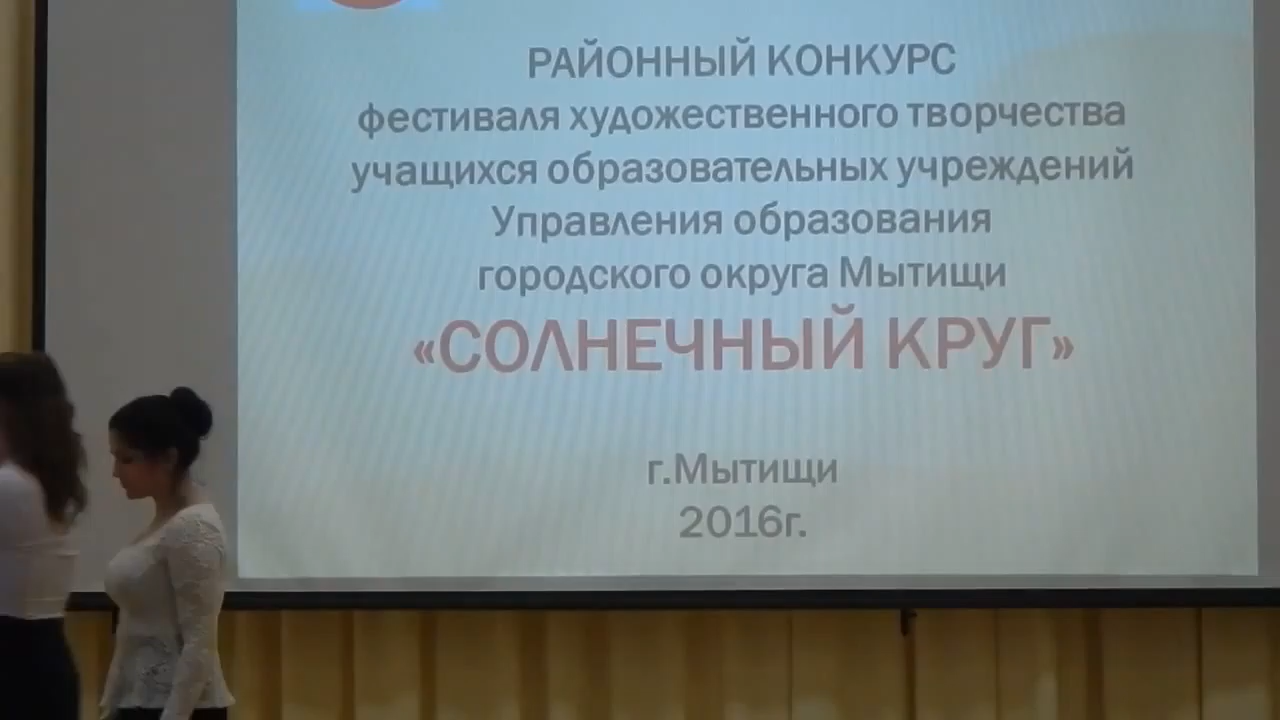 РАЙОННЫЙ КОНКУРС
фестиваля художественного творчества
учащихся образовательных учреждений
Управления образования
городского округа Мытищи
«СОЛНЕЧНЫЙ КРУГ»
г.Мытищи
2016г.